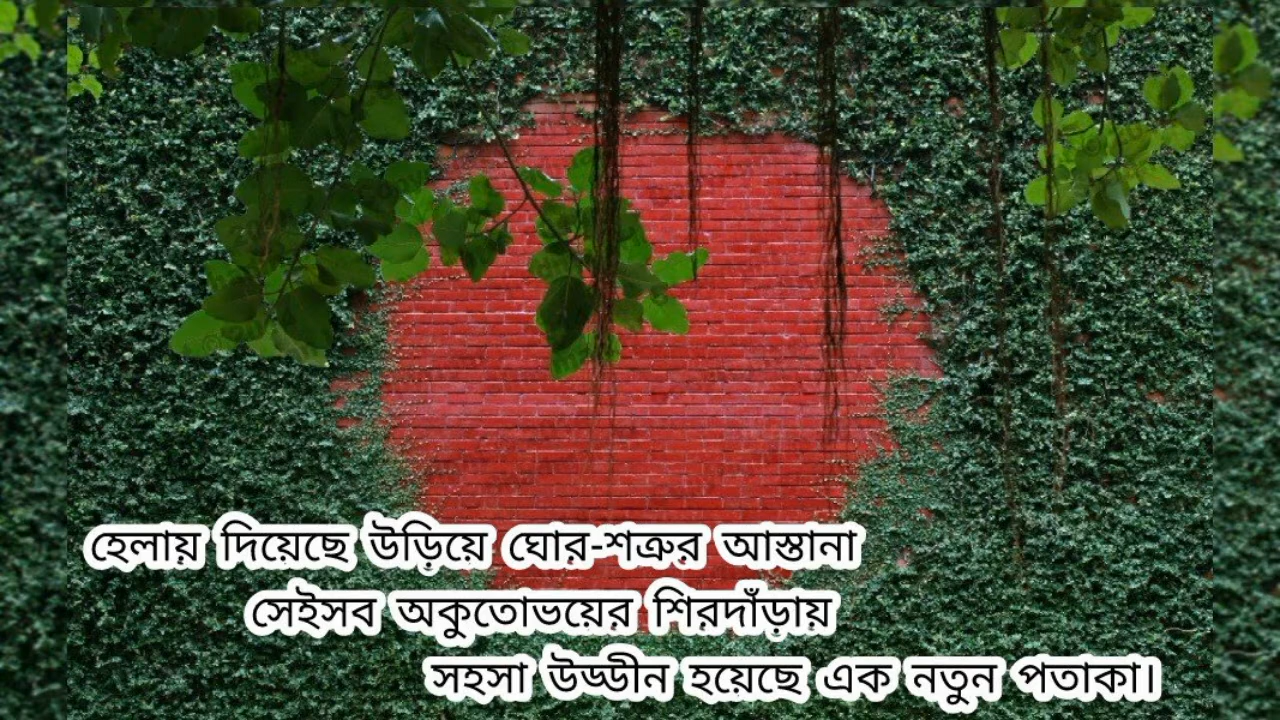 হেলায় দিয়েছে উড়িয়ে ঘোর-শত্রুর আস্তানা
সেইসব অকুতোভয়ের শিরদাঁড়ায়
সহসা উড্ডীন হয়েছে এক নতুন পতাকা।